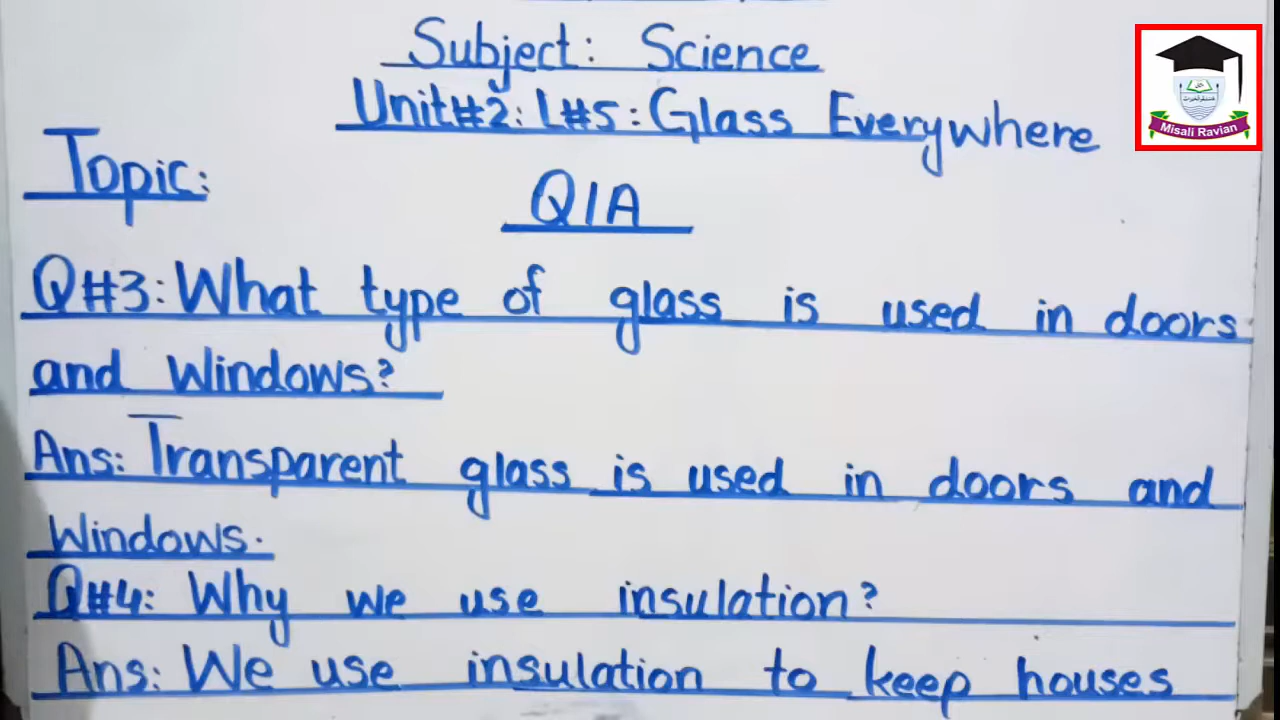 Subject: Science
Unit#2: L#5: Glass Everywhere
Topic:
Q/A
Q#3: What type of glass is used in doors
and Windows?
Ans: Transparent glass is used in doors and
Windows.
Q#4: Why we use insulation?
Ans: We use insulation to keep houses
Misali Ravian